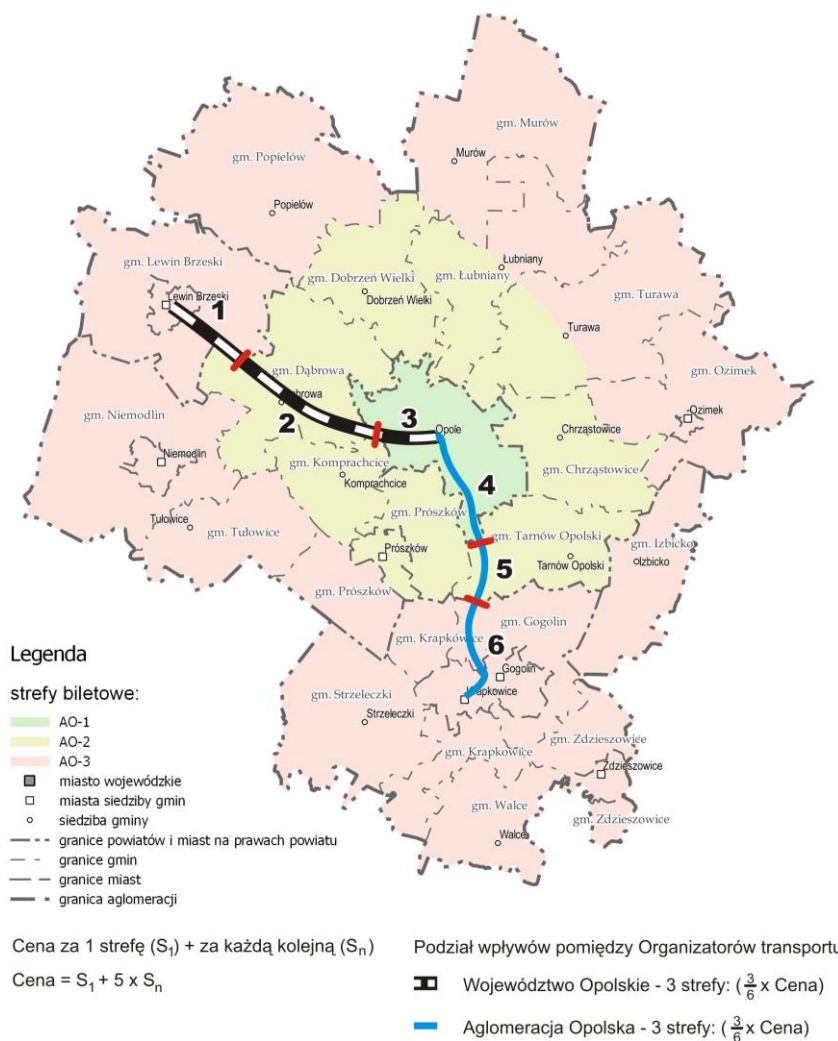 gm. Murów
Murów
gm. Popielów
Popielów
gm. Lewin Brzeski
Łubniany
gm. Dobrzeń Wielki
gm. Łubniany
Lewin Brzeski
Dobrzeń Wielki
gm. Turawa
1
Turawa
gm. Dąbrowa
gm. Ozimek
2
3
Opole
Ozimek
gm. Niemodlin
Chrząstowice
Niemodlin
gm. Komprachcice
gm. Chrząstowice
Komprachcice
4
gm. Prószków
Tułowice
gm. Tułowice
gm. Tarnów Opolski
gm. Izbicko
Prószków
5
Tarnów Opolski
Izbicko
gm. Prószków
gm. Gogolin
gm. Krapkowice
6
Gogolin
Krapkowice
gm. Strzeleczki
Strzeleczki
gm. Zdzieszowice
gm. Krapkowice
Zdzieszowice
gm. Walce
gm. Zdzieszowice
Walce
Legenda
strefy biletowe:
AO-1
AO-2
AO-3
miasto wojewódzkie
miasta siedziby gmin
siedziba gminy
granice powiatów i miast na prawach powiatu
granice gmin
granice miast
granica aglomeracji
Cena za 1 strefę (S₁) + za każdą kolejną (Sₙ)
Cena = S₁ + 5 x Sₙ
Podział wpływów pomiędzy Organizatorów transportu
Województwo Opolskie - 3 strefy: (3/6 x Cena)
Aglomeracja Opolska - 3 strefy: (3/6 x Cena)